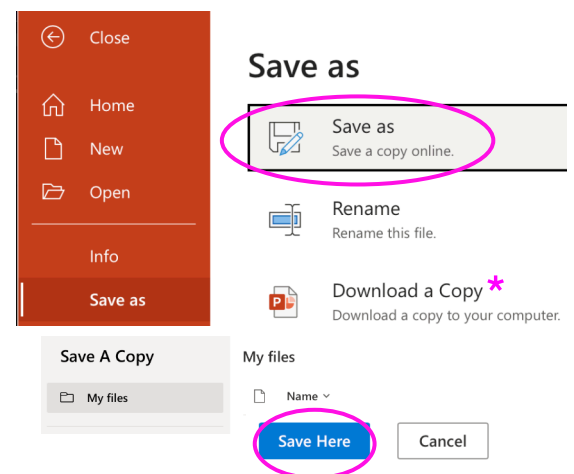 Close
Home
New
Open
Info
Save as
Save as
Save as
Save a copy online.
Rename
Rename this file.
P
Download a Copy *
Download a copy to your computer.
Save A Copy
My files
My files
Name
Save Here
Cancel